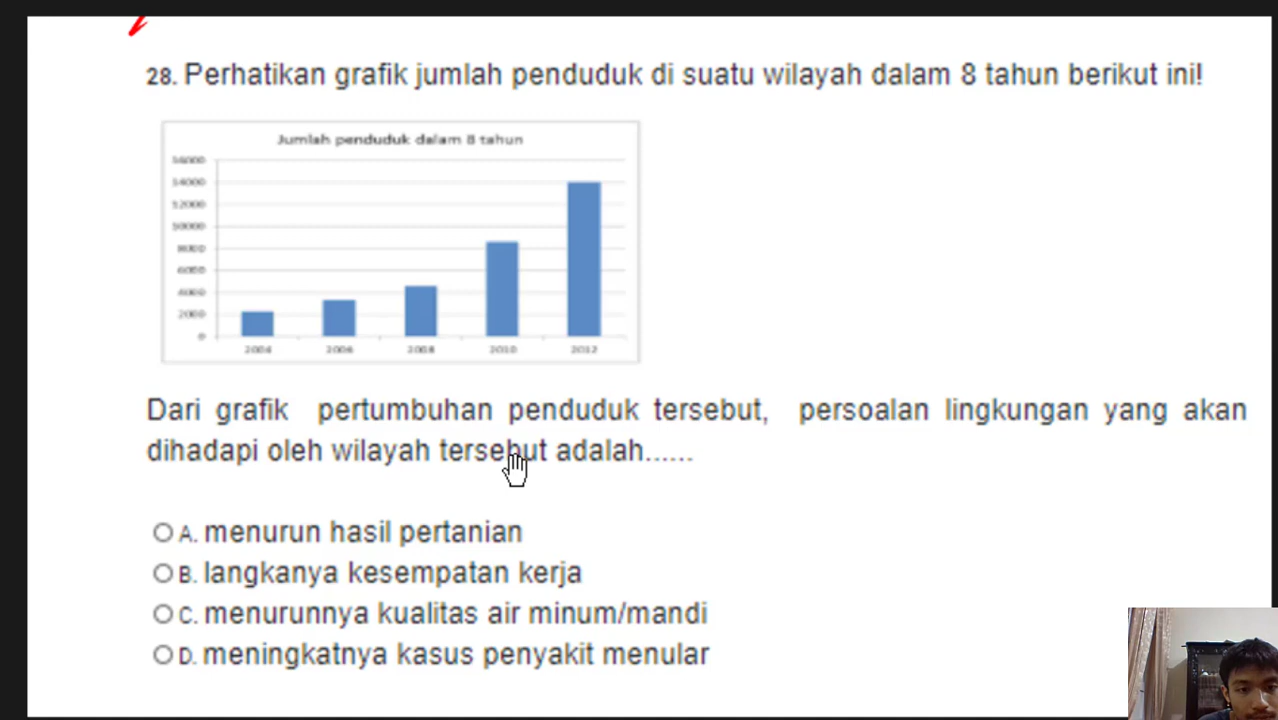 28. Perhatikan grafik jumlah penduduk di suatu wilayah dalam 8 tahun berikut ini!
Jumlah penduduk dalam 8 tahun
16000
14000
12000
10000
8000
6000
4000
2000
0
2004 2006 2008 2010 2012
Dari grafik pertumbuhan penduduk tersebut, persoalan lingkungan yang akan
dihadapi oleh wilayah tersebut adalah......
A. menurun hasil pertanian
B. langkanya kesempatan kerja
C. menurunnya kualitas air minum/mandi
D. meningkatnya kasus penyakit menular